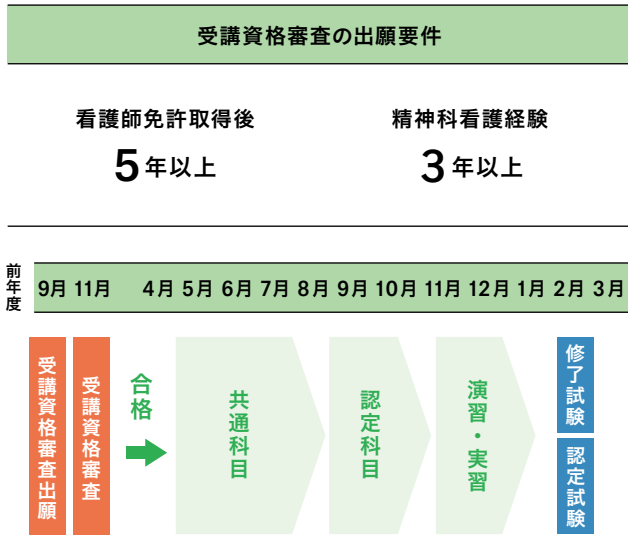 受講資格審査の出願要件
看護師免許取得後
5年以上
精神科看護経験
3年以上
前年度
9月 11月 4月 5月 6月 7月 8月 9月 10月 11月 12月 1月 2月 3月
受講資格審査出願
受講資格審査
合格
共通科目
認定科目
演習・実習
修了試験
認定試験